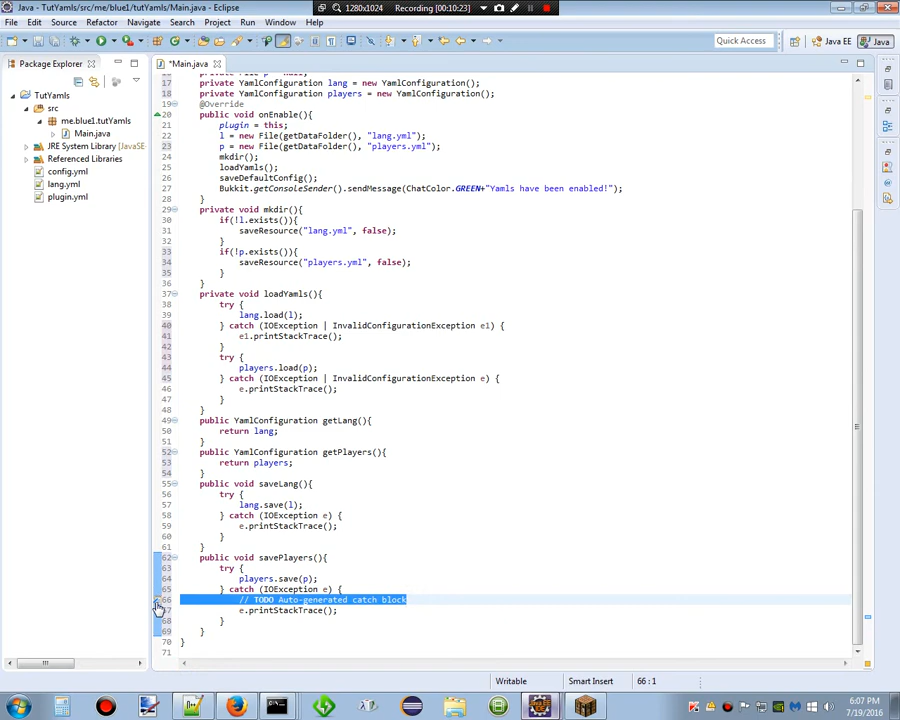 Java - TutYamls/src/me/blue1/tutYamls/Main.java - Eclipse
1280x1024
Recording [00:10:23]
File Edit Source Refactor Navigate Search Project Run Window Help
Quick Access
Java EE
Java
Package Explorer
*Main.java
TutYamls
src
me.blue1.tutYamls
Main.java
JRE System Library [JavaSE-
Referenced Libraries
config.yml
lang.yml
plugin.yml
17 private YamlConfiguration lang = new YamlConfiguration();
18 private YamlConfiguration players = new YamlConfiguration();
19 @Override
20 public void onEnable(){
21 plugin = this;
22 l = new File(getDataFolder(), "lang.yml");
23 p = new File(getDataFolder(), "players.yml");
24 mkdir();
25 loadYamls();
26 saveDefaultConfig();
27 Bukkit.getConsoleSender().sendMessage(ChatColor.GREEN+"Yamls have been enabled!");
28 }
29 private void mkdir(){
30 if(!l.exists()){
31 saveResource("lang.yml", false);
32 }
33 if(!p.exists()){
34 saveResource("players.yml", false);
35 }
36 }
37 private void loadYamls(){
38 try {
39 lang.load(l);
40 } catch (IOException | InvalidConfigurationException e1) {
41 e1.printStackTrace();
42 }
43 try {
44 players.load(p);
45 } catch (IOException | InvalidConfigurationException e) {
46 e.printStackTrace();
47 }
48 }
49 public YamlConfiguration getLang(){
50 return lang;
51 }
52 public YamlConfiguration getPlayers(){
53 return players;
54 }
55 public void saveLang(){
56 try {
57 lang.save(l);
58 } catch (IOException e) {
59 e.printStackTrace();
60 }
61 }
62 public void savePlayers(){
63 try {
64 players.save(p);
65 } catch (IOException e) {
66 // TODO Auto-generated catch block
e.printStackTrace();
68 }
69 }
70 }
71
Writable
Smart Insert
66 : 1
6:07 PM
7/19/2016